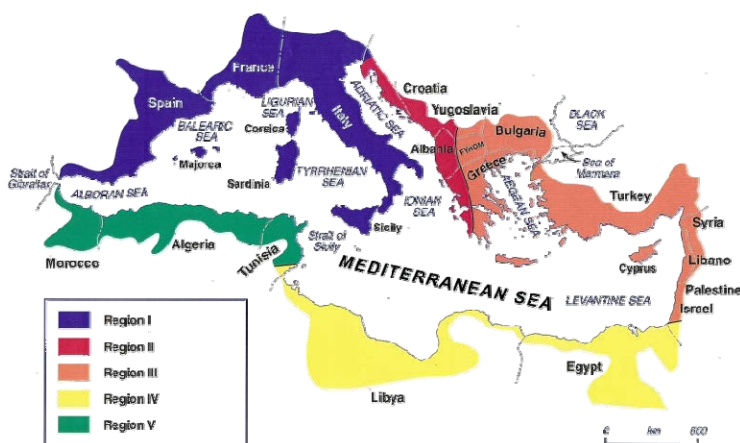 France
Croatia
Spain
LIGURIAN
SEA
ADRIATIC SEA
Yugoslavia
BLACK
SEA
Italy
Corsica
BALEARIC
SEA
Bulgaria
Albania
FYROM
Majorca
Greece
Sea of
Marmara
Strait of
Gibraltar
TYRRHENIAN
SEA
ALBORAN SEA
Sardinia
IONIAN
SEA
AEGEAN SEA
Turkey
Syria
Sicily
Strait of
Sicily
Algeria
Morocco
Tunisia
MEDITERRANEAN SEA
Cyprus
Libano
Palestine
LEVANTINE SEA
Israel
Region I
Region II
Region III
Region IV
Region V
Egypt
Libya
0 km 600